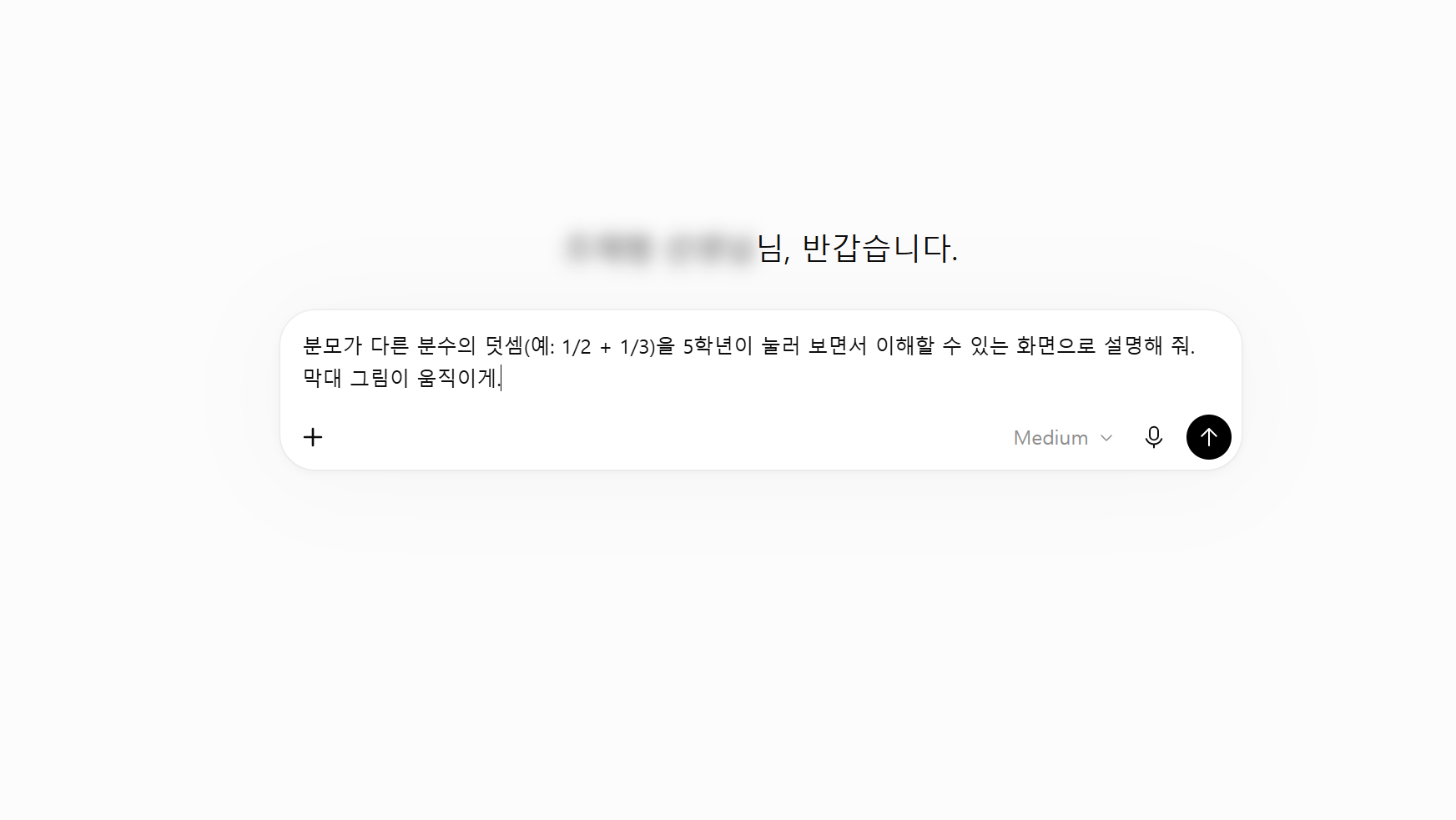 님, 반갑습니다.
분모가 다른 분수의 덧셈(예: 1/2 + 1/3)을 5학년이 눌러 보면서 이해할 수 있는 화면으로 설명해 줘.
막대 그림이 움직이게.
Medium